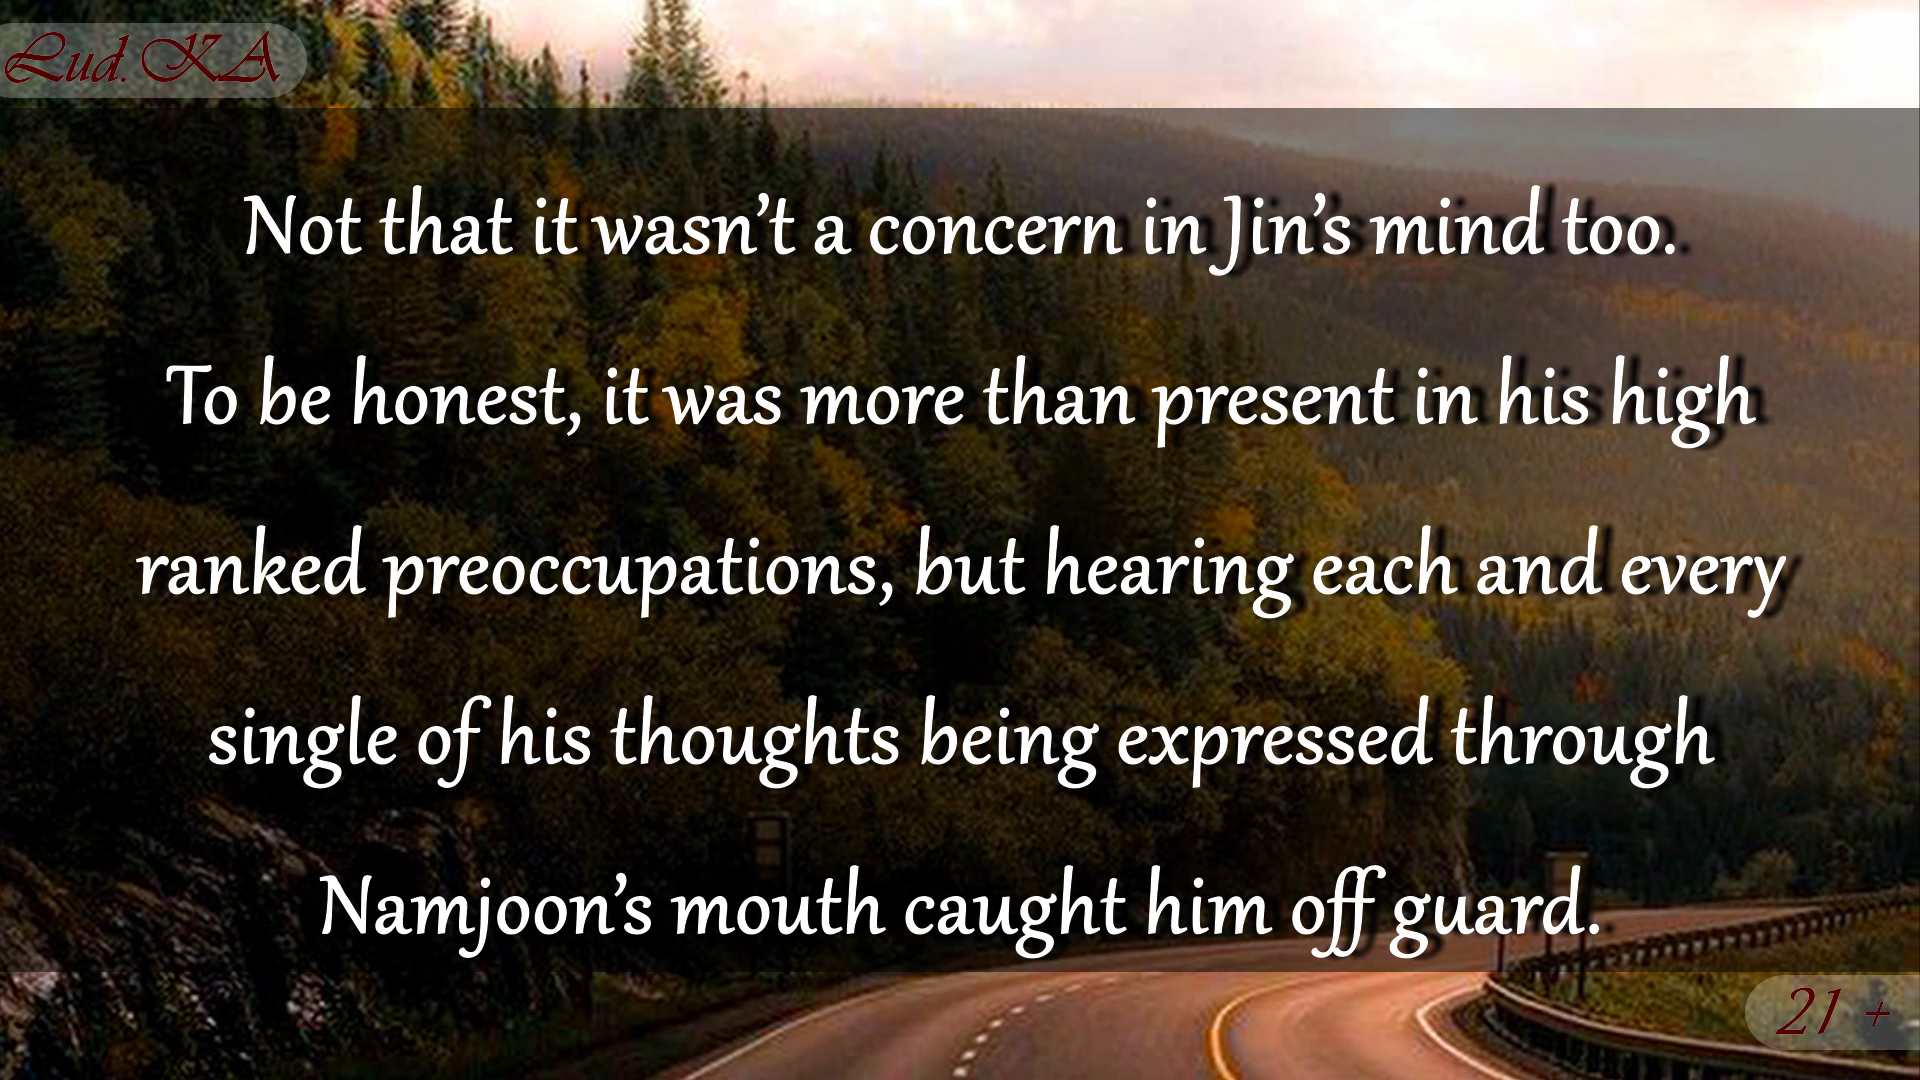 Lud. KA
Not that it wasn’t a concern in Jin’s mind too.
To be honest, it was more than present in his high
ranked preoccupations, but hearing each and every
single of his thoughts being expressed through
Namjoon’s mouth caught him off guard.
21 +